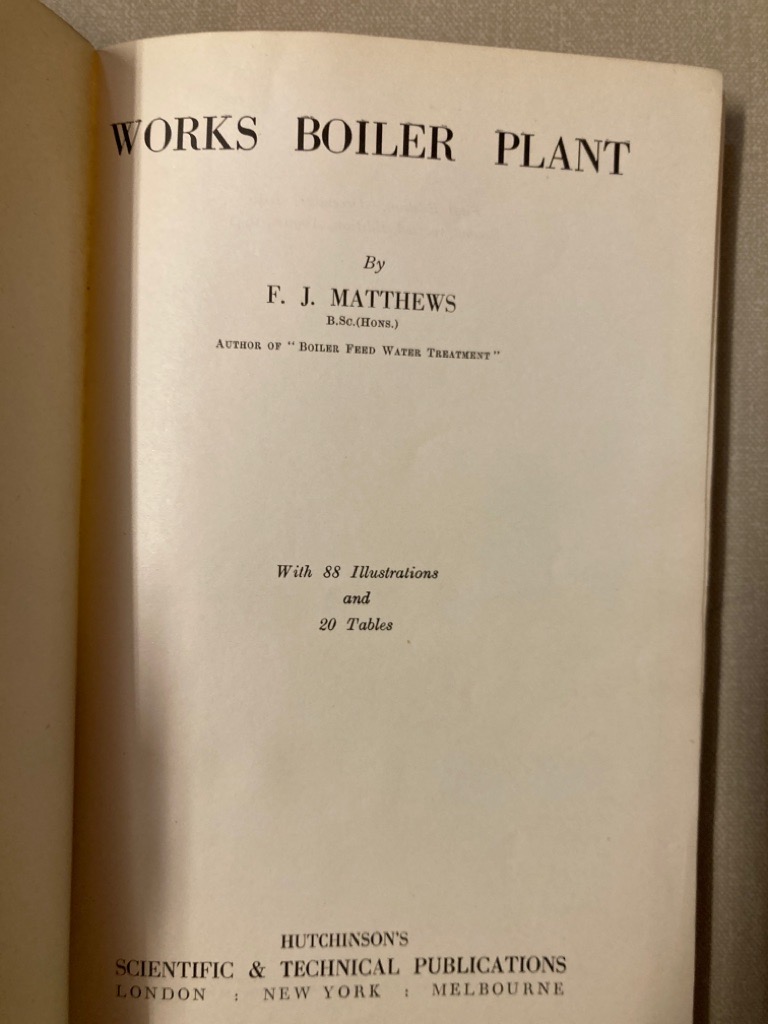 WORKS BOILER PLANT
By
F. J. MATTHEWS
B.Sc.(Hons.)
Author of "Boiler Feed Water Treatment"
With 88 Illustrations
and
20 Tables
HUTCHINSON'S
SCIENTIFIC & TECHNICAL PUBLICATIONS
LONDON : NEW YORK : MELBOURNE